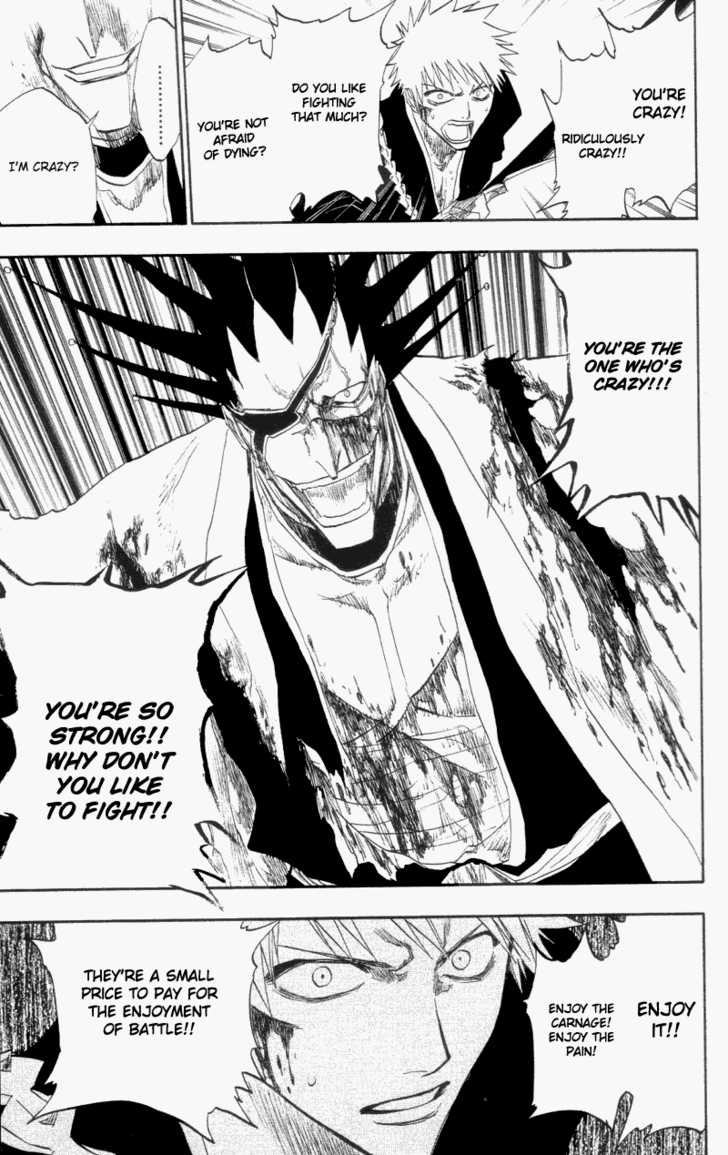 YOU'RE
CRAZY!
RIDICULOUSLY
CRAZY!!
DO YOU LIKE
FIGHTING
THAT MUCH?
YOU'RE NOT
AFRAID
OF DYING?
..........
I'M CRAZY?
YOU'RE THE
ONE WHO'S
CRAZY!!!
YOU'RE SO
STRONG!!
WHY DON'T
YOU LIKE
TO FIGHT!!
ENJOY
IT!!
ENJOY THE
CARNAGE!
ENJOY THE
PAIN!
THEY'RE A SMALL
PRICE TO PAY FOR
THE ENJOYMENT
OF BATTLE!!